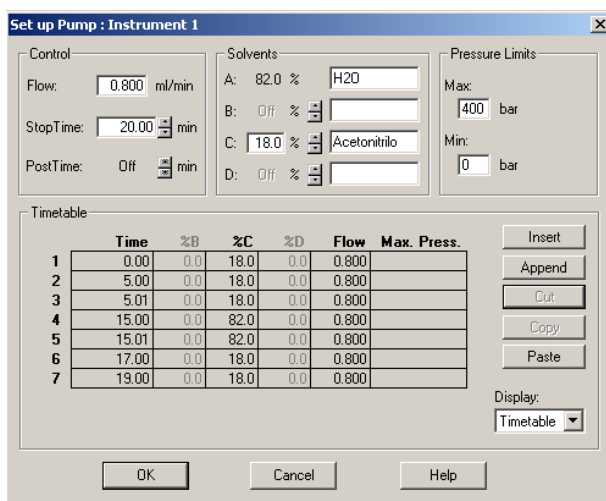 Set up Pump : Instrument 1
Control
Flow: 0.800 ml/min
StopTime: 20.00 min
PostTime: Off min
Solvents
A: 82.0 % H2O
B: Off %
C: 18.0 % Acetonitrilo
D: Off %
Pressure Limits
Max:
400 bar
Min:
0 bar
Timetable
Time %B %C %D Flow Max. Press.
1 0.00 0.0 18.0 0.0 0.800
2 5.00 0.0 18.0 0.0 0.800
3 5.01 0.0 18.0 0.0 0.800
4 15.00 0.0 82.0 0.0 0.800
5 15.01 0.0 82.0 0.0 0.800
6 17.00 0.0 18.0 0.0 0.800
7 19.00 0.0 18.0 0.0 0.800
Insert
Append
Cut
Copy
Paste
Display:
Timetable
OK Cancel Help